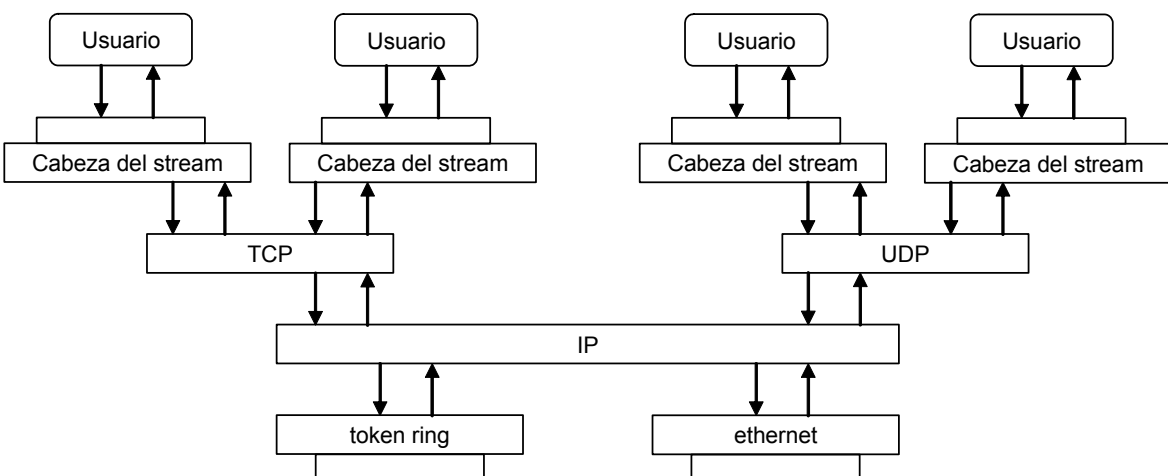 Usuario
Usuario
Usuario
Usuario
Cabeza del stream
Cabeza del stream
Cabeza del stream
Cabeza del stream
TCP
UDP
IP
token ring
ethernet